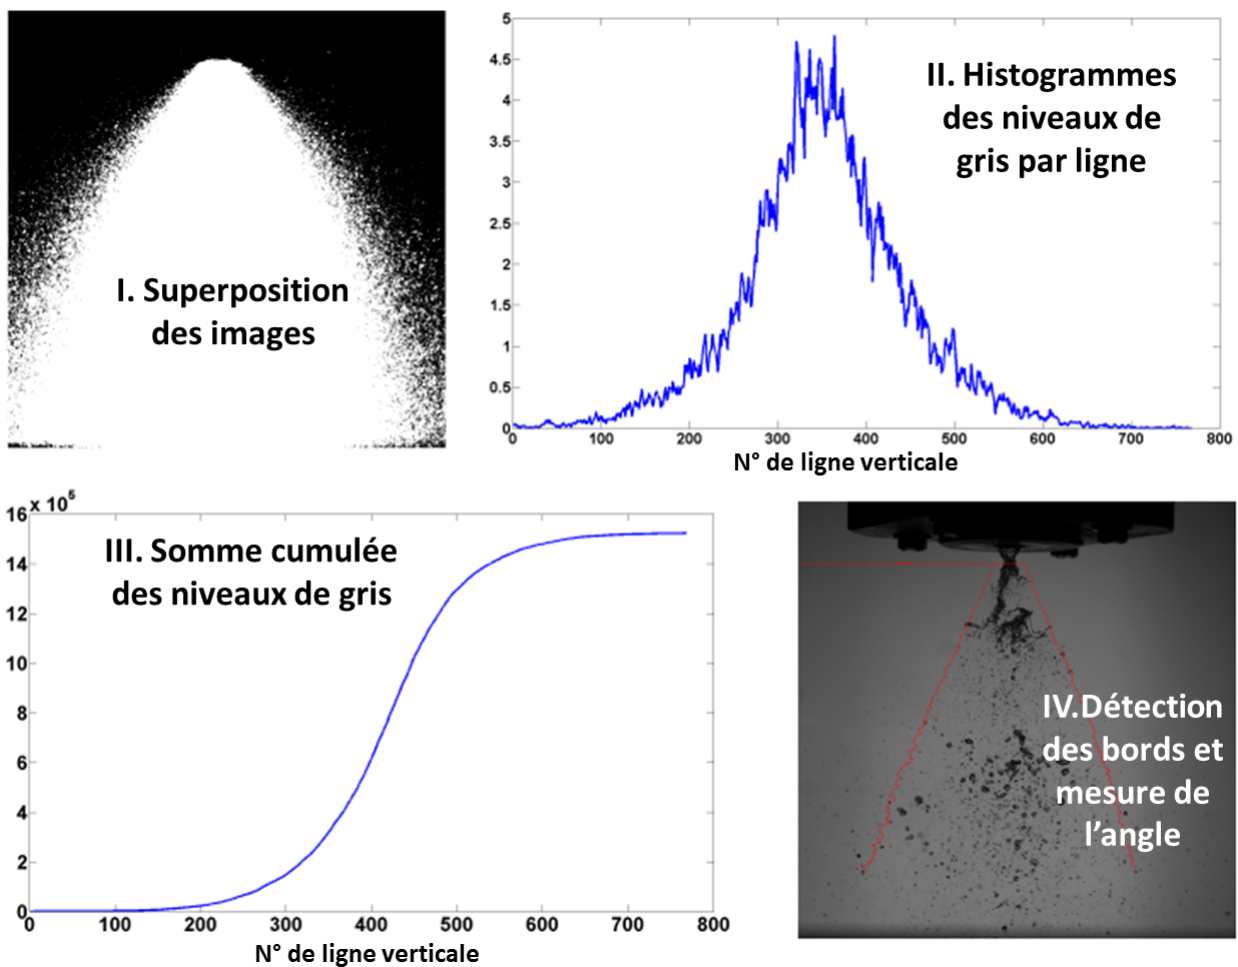 I. Superposition
des images
5
4.5
4
3.5
3
2.5
2
1.5
1
0.5
0
0 100 200 300 400 500 600 700 800
N° de ligne verticale
II. Histogrammes
des niveaux de
gris par ligne
x 10⁵
16
14
12
10
8
6
4
2
0
0 100 200 300 400 500 600 700 800
N° de ligne verticale
III. Somme cumulée
des niveaux de gris
IV.Détection
des bords et
mesure de
l’angle